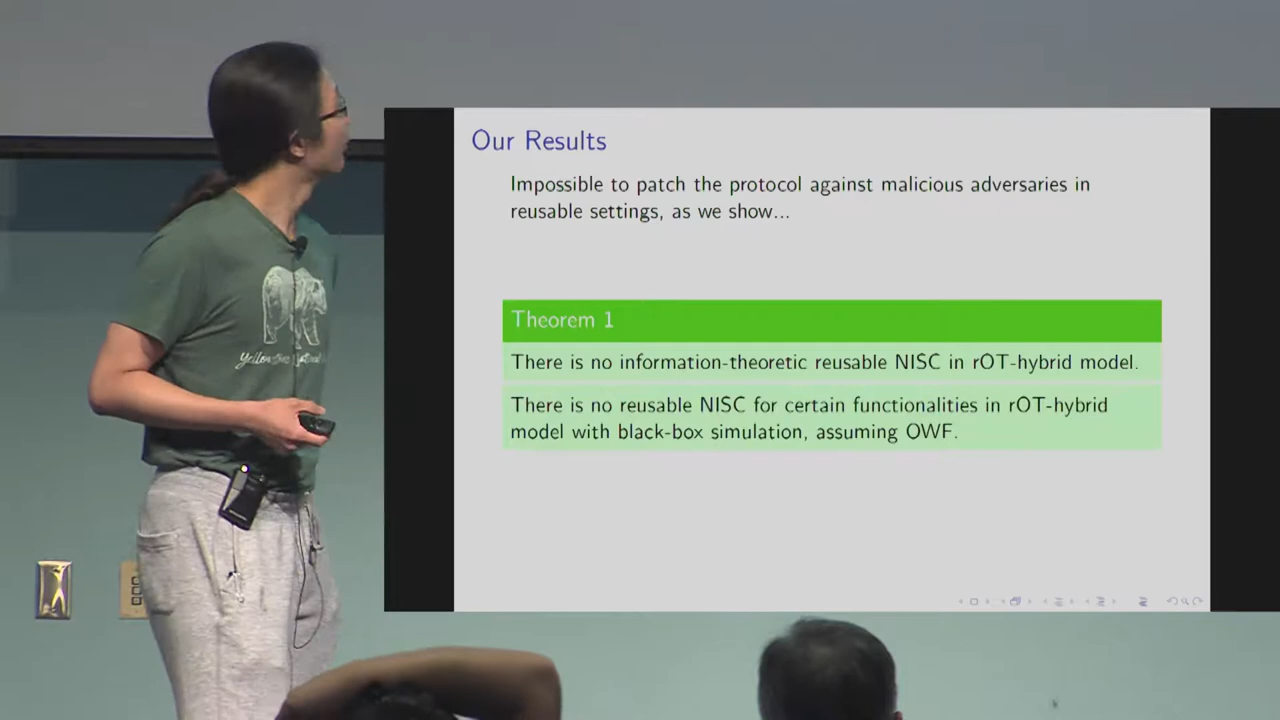 Our Results
Impossible to patch the protocol against malicious adversaries in
reusable settings, as we show...
Theorem 1
There is no information-theoretic reusable NISC in rOT-hybrid model.
There is no reusable NISC for certain functionalities in rOT-hybrid
model with black-box simulation, assuming OWF.